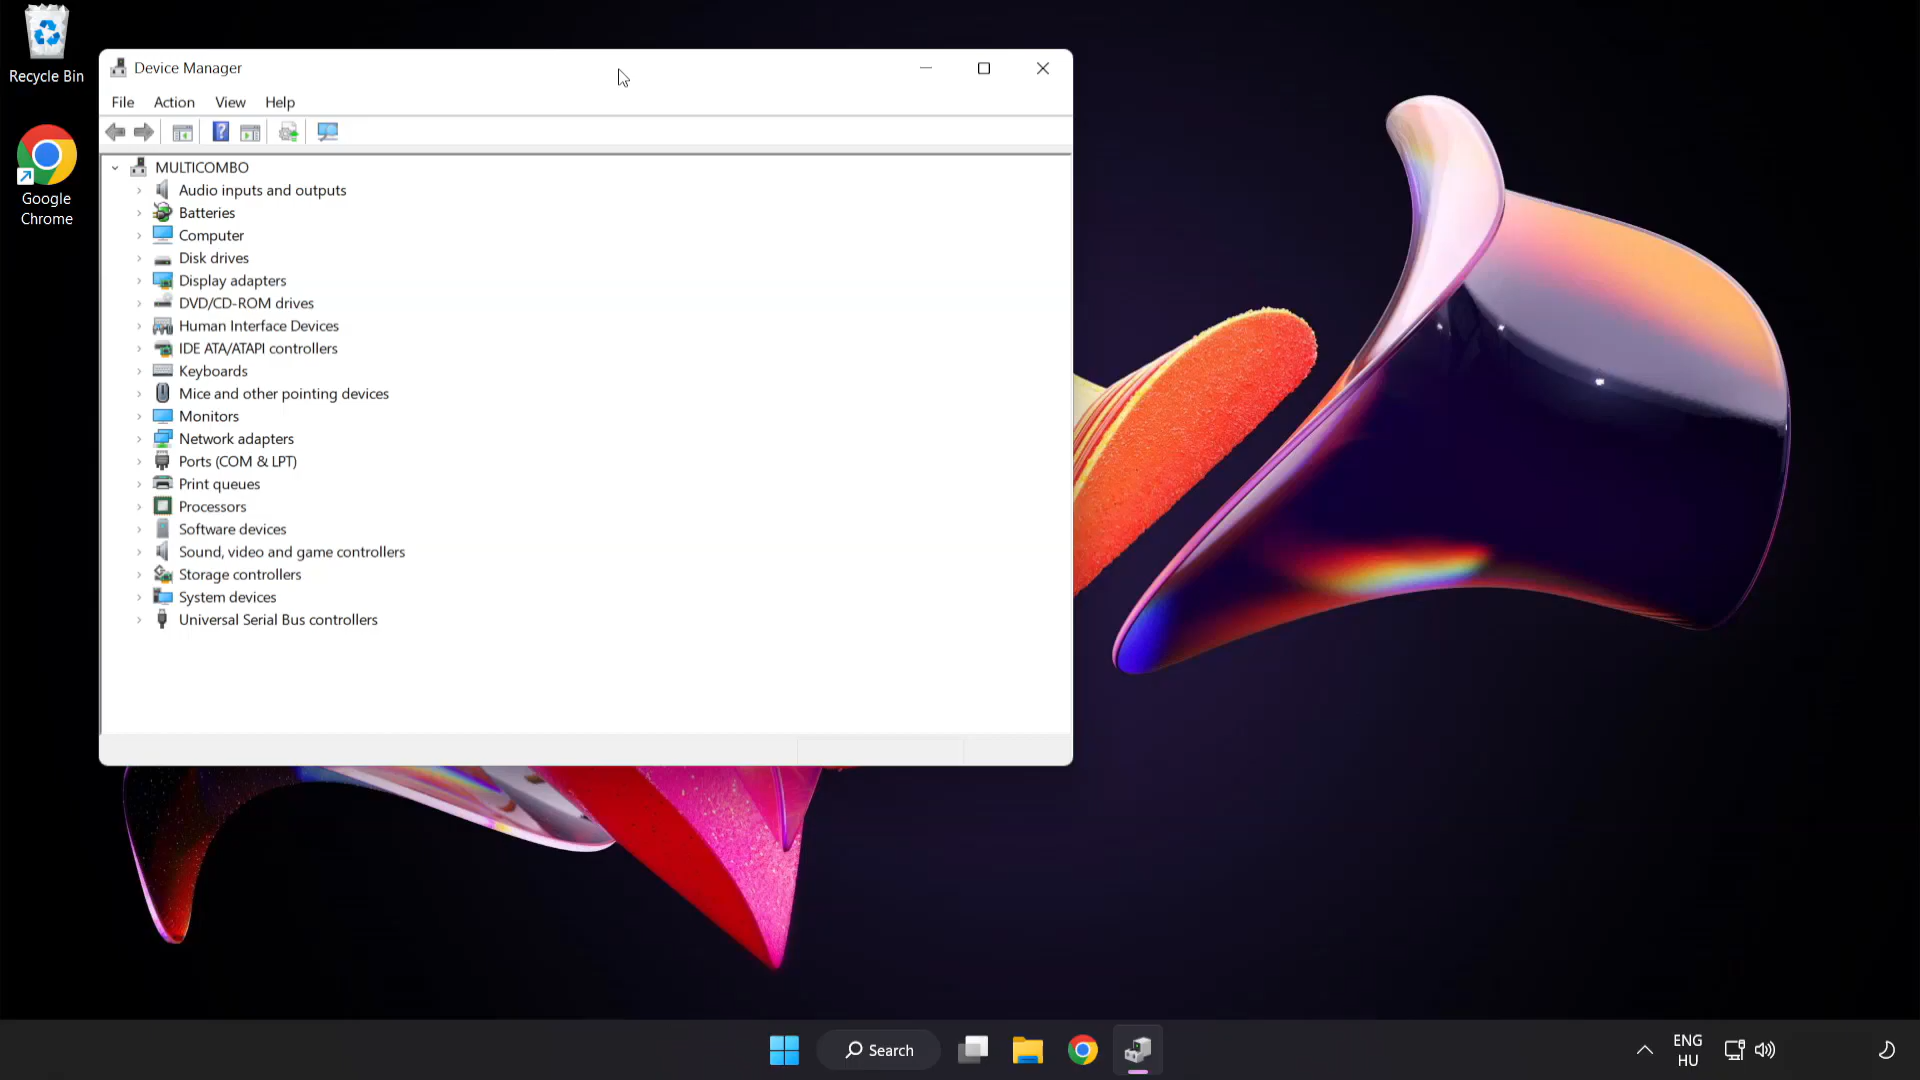 Recycle Bin
Google
Chrome
Device Manager
File Action View Help
MULTICOMBO
Audio inputs and outputs
Batteries
Computer
Disk drives
Display adapters
DVD/CD-ROM drives
Human Interface Devices
IDE ATA/ATAPI controllers
Keyboards
Mice and other pointing devices
Monitors
Network adapters
Ports (COM & LPT)
Print queues
Processors
Software devices
Sound, video and game controllers
Storage controllers
System devices
Universal Serial Bus controllers
Search
ENG
HU